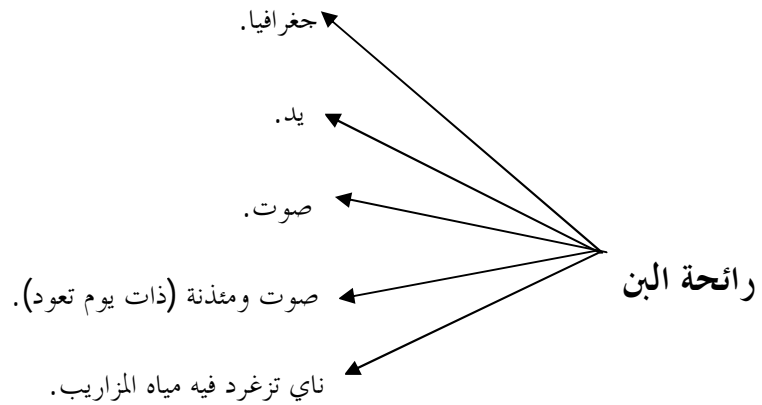 جغرافيا.
يد.
صوت.
رائحة البن
صوت ومئذنة (ذات يوم تعود).
ناي تزغرد فيه مياه المزاريب.